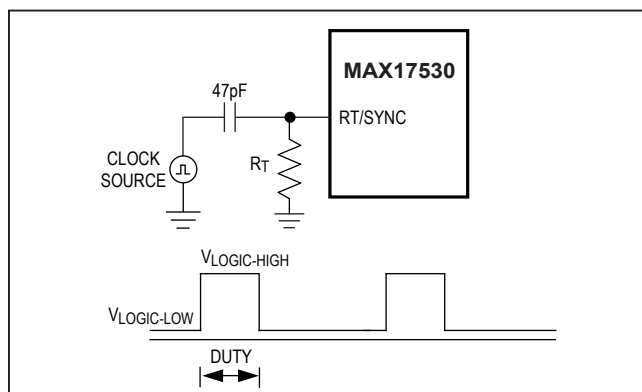 MAX17530
47pF
RT/SYNC
RT
CLOCK
SOURCE
VLOGIC-HIGH
VLOGIC-LOW
DUTY